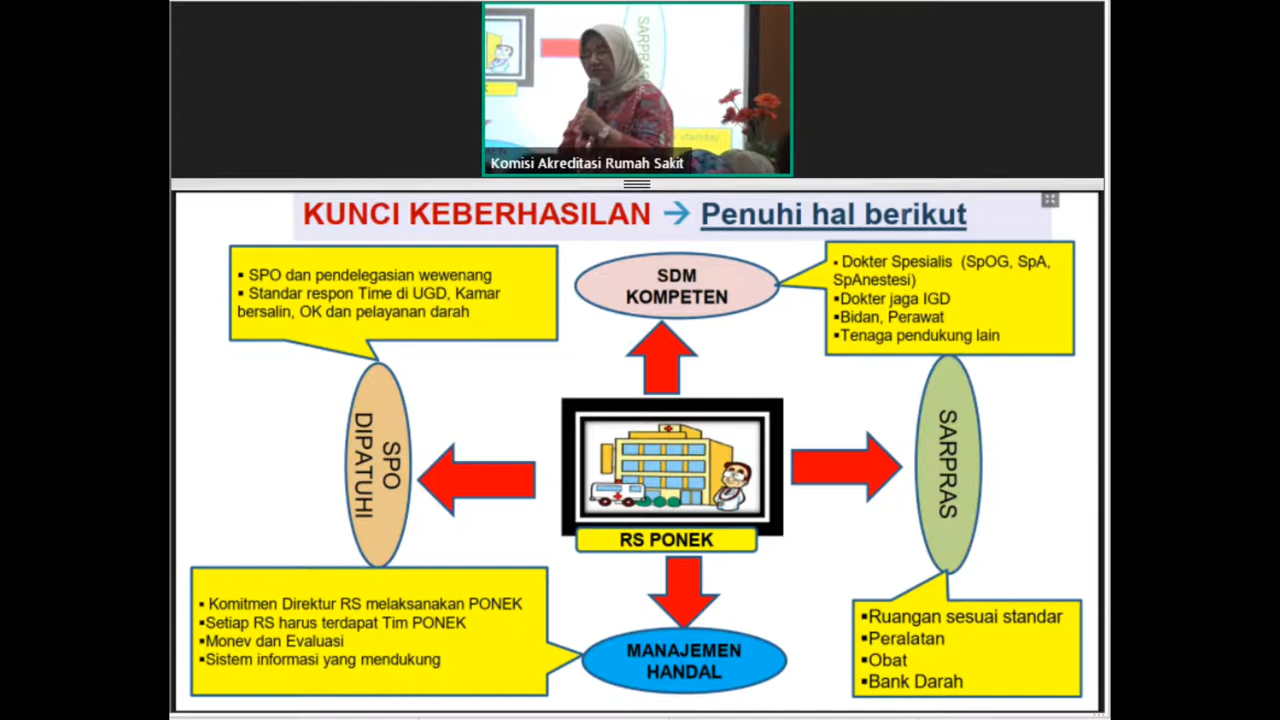 SARPRAS
standar
Komisi Akreditasi Rumah Sakit
KUNCI KEBERHASILAN → Penuhi hal berikut
▪ SPO dan pendelegasian wewenang
▪ Standar respon Time di UGD, Kamar
bersalin, OK dan pelayanan darah
SDM
KOMPETEN
▪ Dokter Spesialis (SpOG, SpA,
SpAnestesi)
▪Dokter jaga IGD
▪Bidan, Perawat
▪Tenaga pendukung lain
SPO
DIPATUHI
RS PONEK
SARPRAS
▪ Komitmen Direktur RS melaksanakan PONEK
▪Setiap RS harus terdapat Tim PONEK
▪Monev dan Evaluasi
▪Sistem informasi yang mendukung
MANAJEMEN
HANDAL
▪Ruangan sesuai standar
▪Peralatan
▪Obat
▪Bank Darah